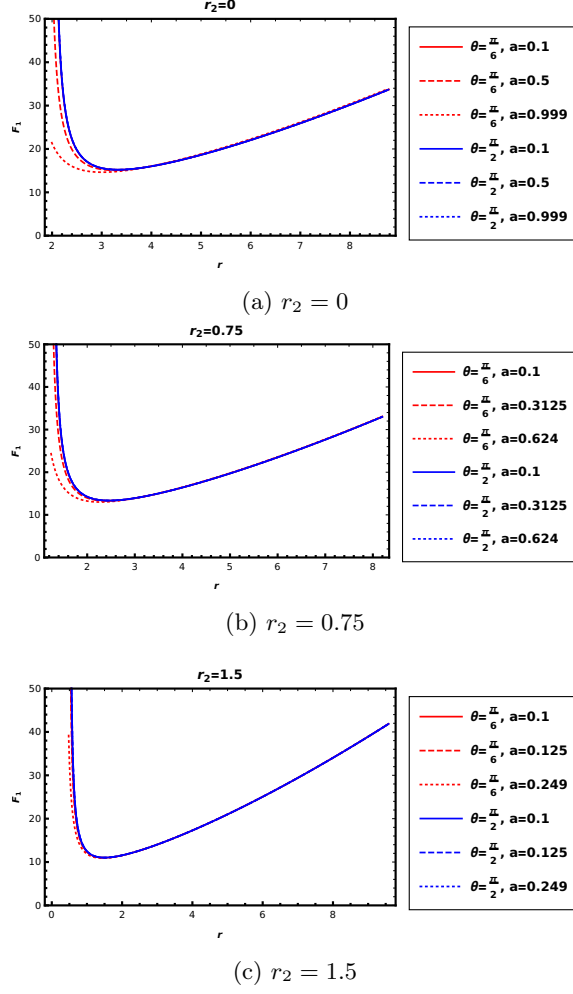 r₂=0
50
40
30
20
10
0
F₁
2 3 4 5 6 7 8
r
θ=π/6, a=0.1
θ=π/6, a=0.5
θ=π/6, a=0.999
θ=π/2, a=0.1
θ=π/2, a=0.5
θ=π/2, a=0.999
(a) r₂ = 0
r₂=0.75
50
40
30
20
10
0
F₁
2 3 4 5 6 7 8
r
θ=π/6, a=0.1
θ=π/6, a=0.3125
θ=π/6, a=0.624
θ=π/2, a=0.1
θ=π/2, a=0.3125
θ=π/2, a=0.624
(b) r₂ = 0.75
r₂=1.5
50
40
30
20
10
0
F₁
0 2 4 6 8
r
θ=π/6, a=0.1
θ=π/6, a=0.125
θ=π/6, a=0.249
θ=π/2, a=0.1
θ=π/2, a=0.125
θ=π/2, a=0.249
(c) r₂ = 1.5